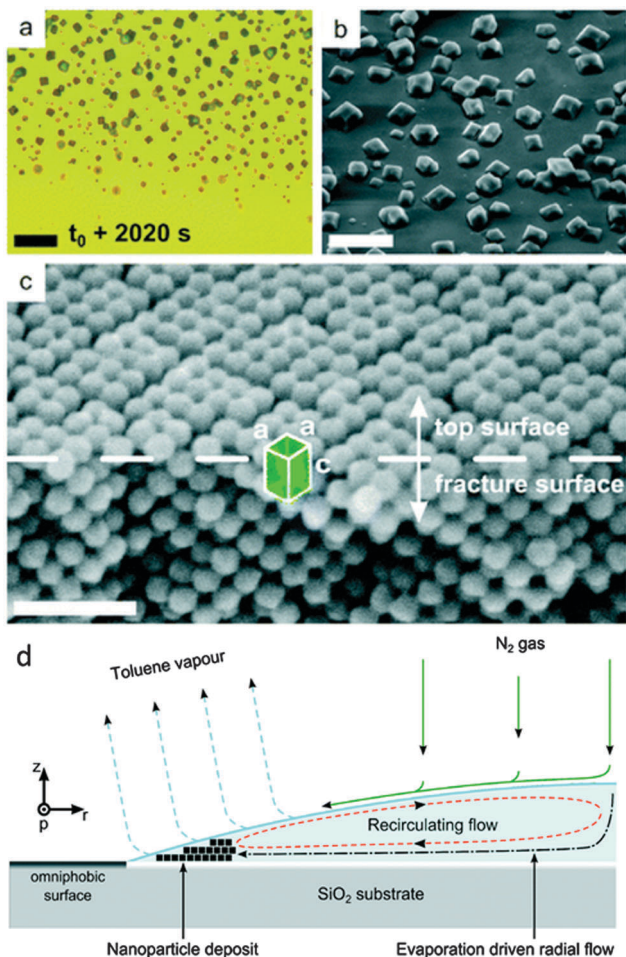 a
t₀ + 2020 s
b
c
a a
c
top surface
fracture surface
d
N₂ gas
Toluene vapour
z
p r
Recirculating flow
omniphobic
surface
SiO₂ substrate
Nanoparticle deposit
Evaporation driven radial flow